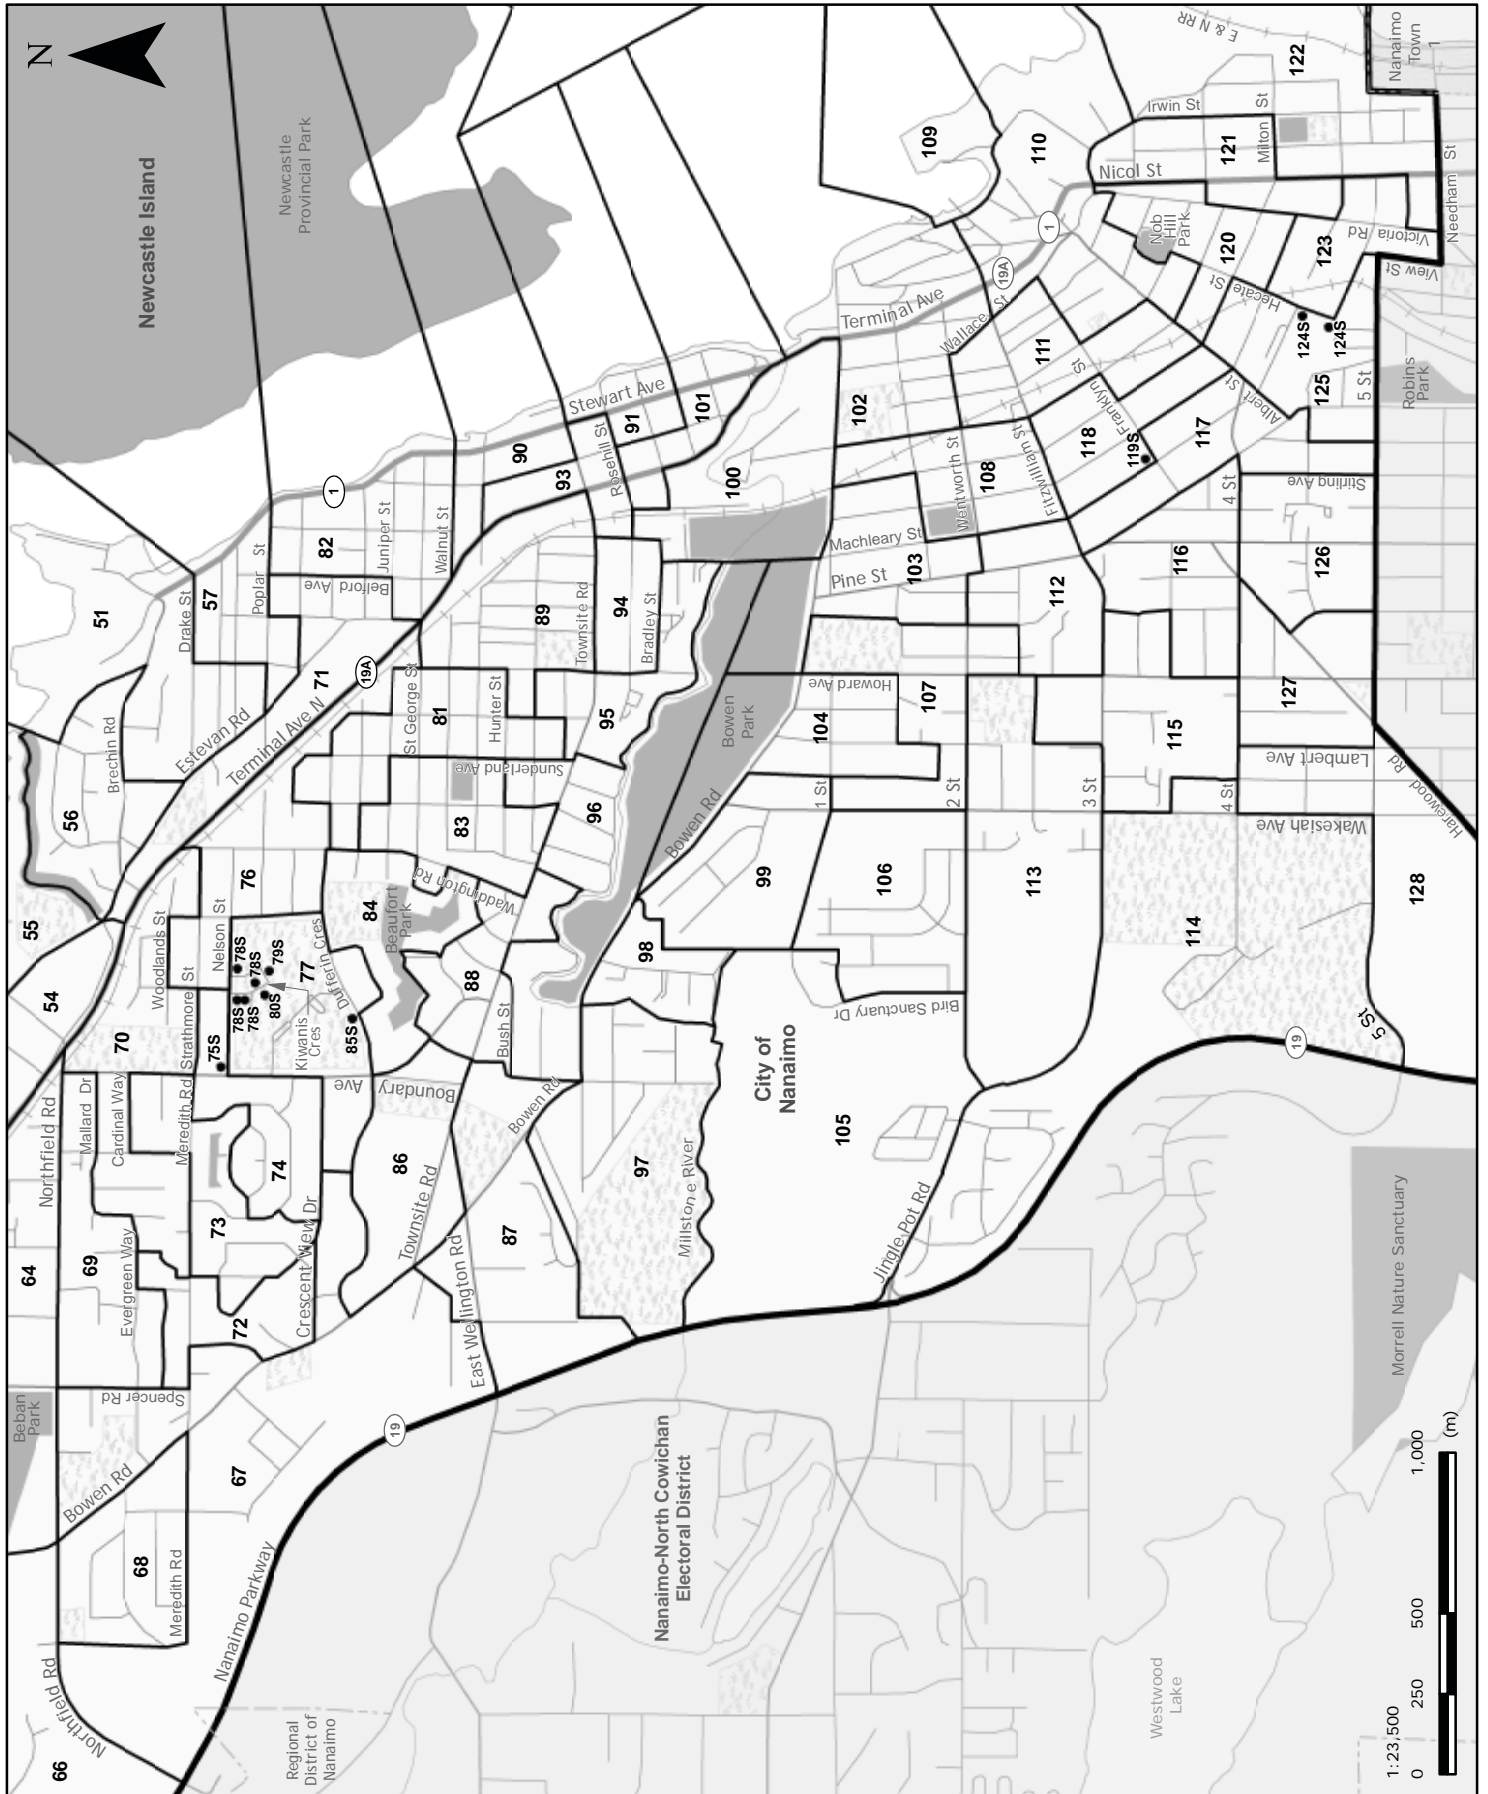 N
66
Northfield Rd
Beban
Park
64
54
55
Northfield Rd
69
Mallard Dr
Cardinal Way
Evergreen Way
Bowen Rd
Spencer Rd
68
Meredith Rd
Meredith Rd
70
Woodlands St
Strathmore St
Nelson St
56
Brechin Rd
51
Drake St
57
Poplar St
Newcastle Island
Newcastle
Provincial Park
Nanaimo Parkway
67
72
73
74
75S
76
77
78S
78S
78S
78S
79S
80S
Kiwanis
Cres
Dufferin Cres
85S
Estevan Rd
Terminal Ave N
71
19A
1
82
Belford Ave
Juniper St
Walnut St
Crescent View Dr
Boundary Ave
Regional
District of
Nanaimo
19
86
84
Beaufort
Park
Waddington Rd
81
St George St
Hunter St
83
Sunderland Ave
Townsite Rd
East Wellington Rd
87
88
Bush St
Bowen Rd
89
Townsite Rd
90
93
Stewart Ave
Rosehill St
91
101
94
Bradley St
95
96
97
98
Millstone River
Nanaimo-North Cowichan
Electoral District
Bowen
Park
Bowen Rd
99
100
City of
Nanaimo
105
Jingle Pot Rd
Bird Sanctuary Dr
104
1 St
Howard Ave
106
107
2 St
Pine St
103
Machleary St
102
Terminal Ave
Wallace St
Wentworth St
108
Fitzwilliam St
109
110
19A
1
111
112
113
3 St
118
Franklyn St
119S
117
116
115
114
4 St
4 St
Albert St
Nicol St
Nob
Hill
Park
120
Hecate St
121
Irwin St
Milton St
122
E & N RR
123
124S
124S
125
5 St
Stirling Ave
126
127
Lambert Ave
Wakesiah Ave
128
5 St
19
Harewood Rd
Victoria Rd
View St
Needham St
Robins
Park
Nanaimo
Town
1
Westwood
Lake
Morrell Nature Sanctuary
1:23,500
0
250
500
1,000
(m)